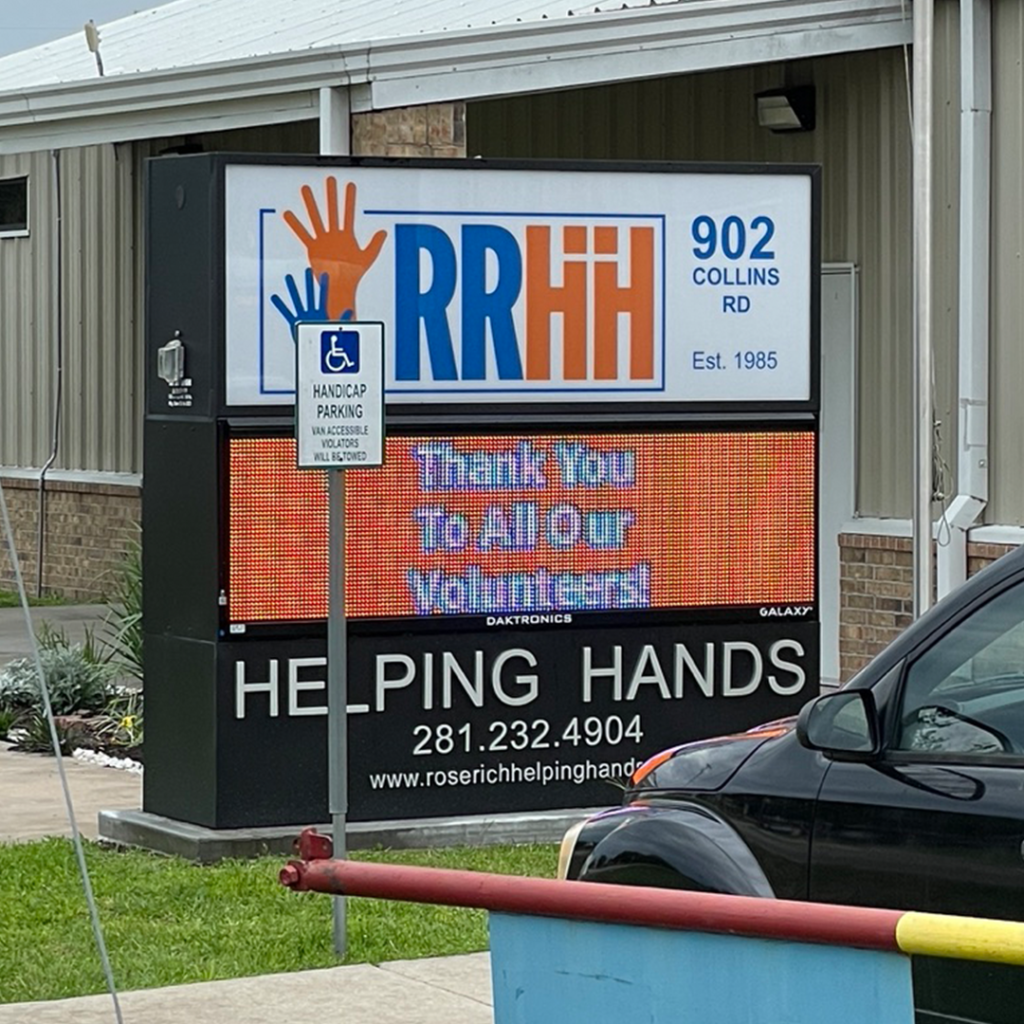 RRHH
902
COLLINS
RD
Est. 1985
HANDICAP
PARKING
VAN ACCESSIBLE
VIOLATORS
WILL BE TOWED
Thank You
To All Our
Volunteers!
DAKTRONICS
GALAXY
HELPING HANDS
281.232.4904
www.roserichhelpinghands